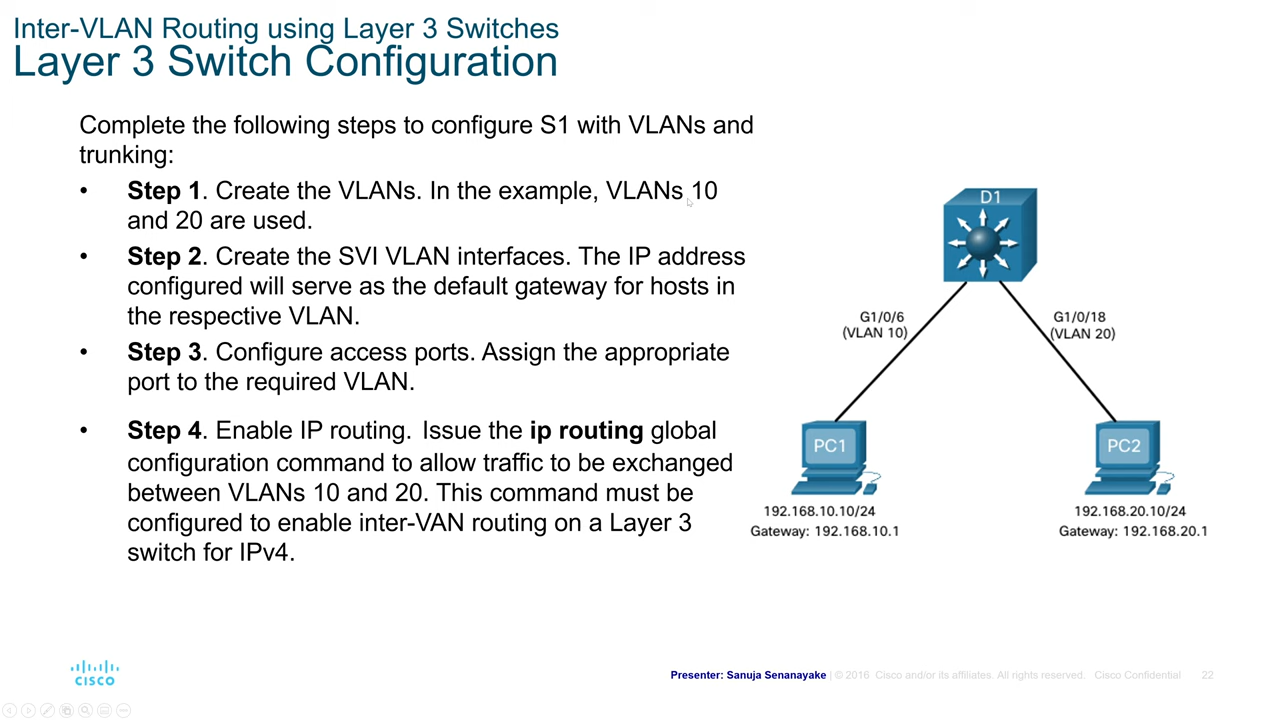 Inter-VLAN Routing using Layer 3 Switches
Layer 3 Switch Configuration
Complete the following steps to configure S1 with VLANs and
trunking:
• Step 1. Create the VLANs. In the example, VLANs 10
and 20 are used.
• Step 2. Create the SVI VLAN interfaces. The IP address
configured will serve as the default gateway for hosts in
the respective VLAN.
• Step 3. Configure access ports. Assign the appropriate
port to the required VLAN.
• Step 4. Enable IP routing. Issue the ip routing global
configuration command to allow traffic to be exchanged
between VLANs 10 and 20. This command must be
configured to enable inter-VAN routing on a Layer 3
switch for IPv4.
D1
G1/0/6
(VLAN 10)
G1/0/18
(VLAN 20)
PC1
PC2
192.168.10.10/24
Gateway: 192.168.10.1
192.168.20.10/24
Gateway: 192.168.20.1
CISCO
Presenter: Sanuja Senanayake | © 2016 Cisco and/or its affiliates. All rights reserved. Cisco Confidential 22